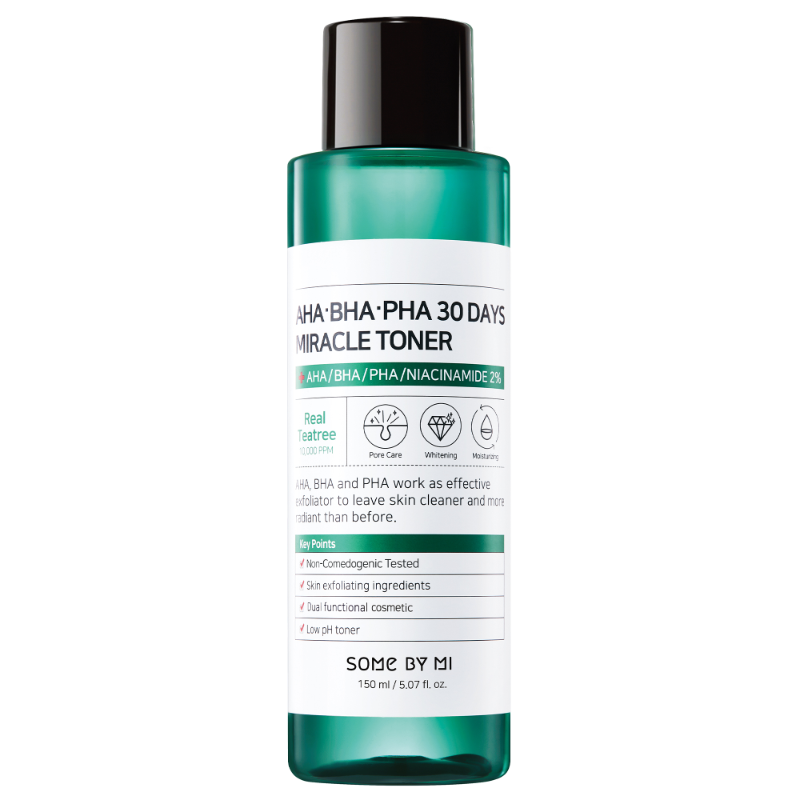 AHA·BHA·PHA 30 DAYS
MIRACLE TONER
+ AHA/BHA/PHA/NIACINAMIDE 2%
Real
Teatree
10,000 PPM
Pore Care
Whitening
Moisturizing
AHA, BHA and PHA work as effective
exfoliator to leave skin cleaner and more
radiant than before.
Key Points
Non-Comedogenic Tested
Skin exfoliating ingredients
Dual functional cosmetic
Low pH toner
SOME BY MI
150 ml / 5.07 fl. oz.